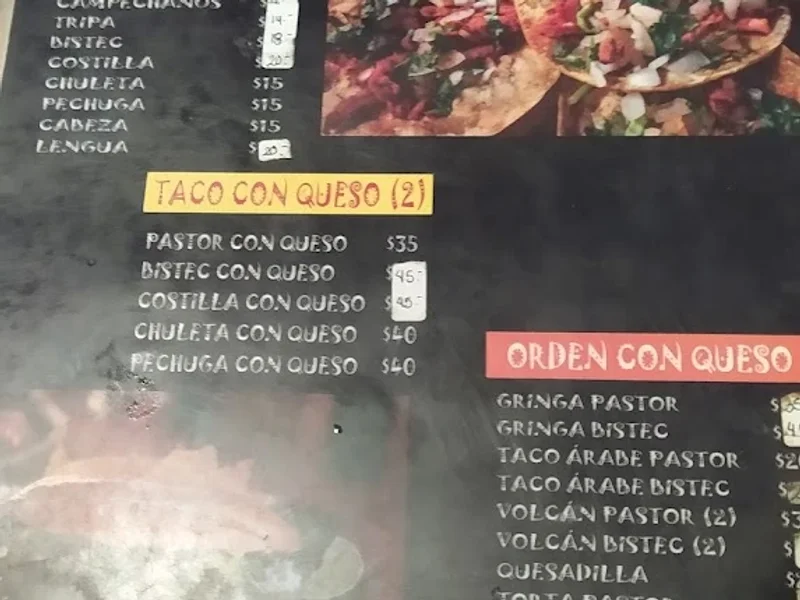 CAMPECHANOS
TRIPA $14.-
BISTEC $18.-
COSTILLA $20.-
CHULETA $15
PECHUGA $15
CABEZA $15
LENGUA $20.-
TACO CON QUESO (2)
PASTOR CON QUESO $35
BISTEC CON QUESO $45.-
COSTILLA CON QUESO $45.-
CHULETA CON QUESO $40
PECHUGA CON QUESO $40
ORDEN CON QUESO
GRINGA PASTOR $
GRINGA BISTEC $
TACO ÁRABE PASTOR
TACO ÁRABE BISTEC $
VOLCÁN PASTOR (2)
VOLCÁN BISTEC (2) $
QUESADILLA
TORTA PASTOR